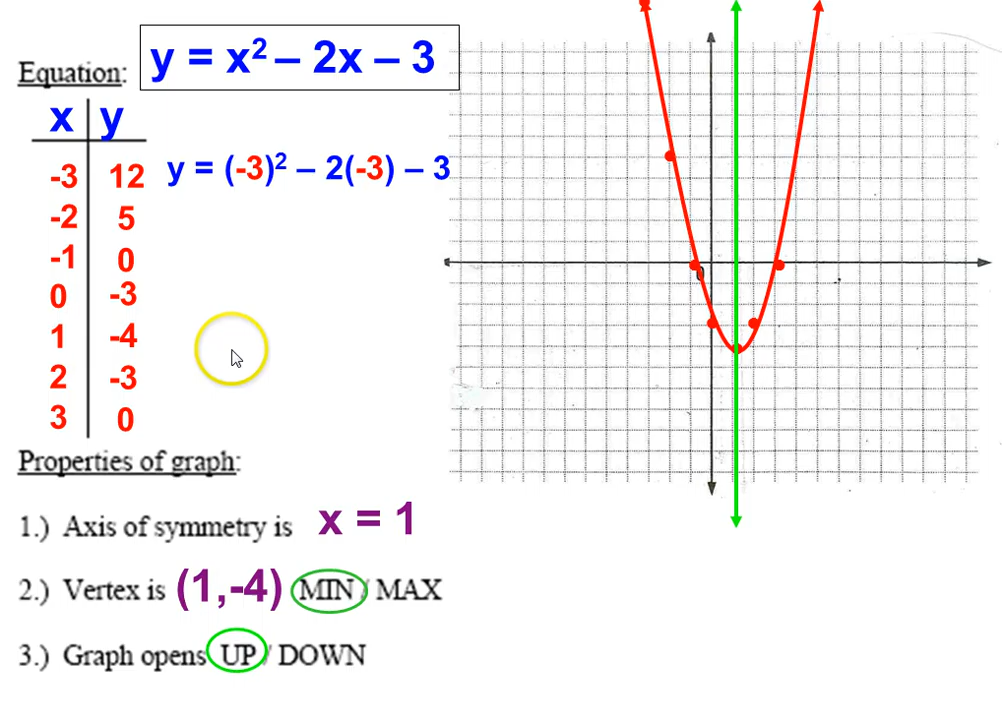 Equation: y = x² – 2x – 3
x y
-3 12 y = (-3)² – 2(-3) – 3
-2 5
-1 0
0 -3
1 -4
2 -3
3 0
Properties of graph:
1.) Axis of symmetry is x = 1
2.) Vertex is (1,-4) MIN / MAX
3.) Graph opens UP / DOWN
0